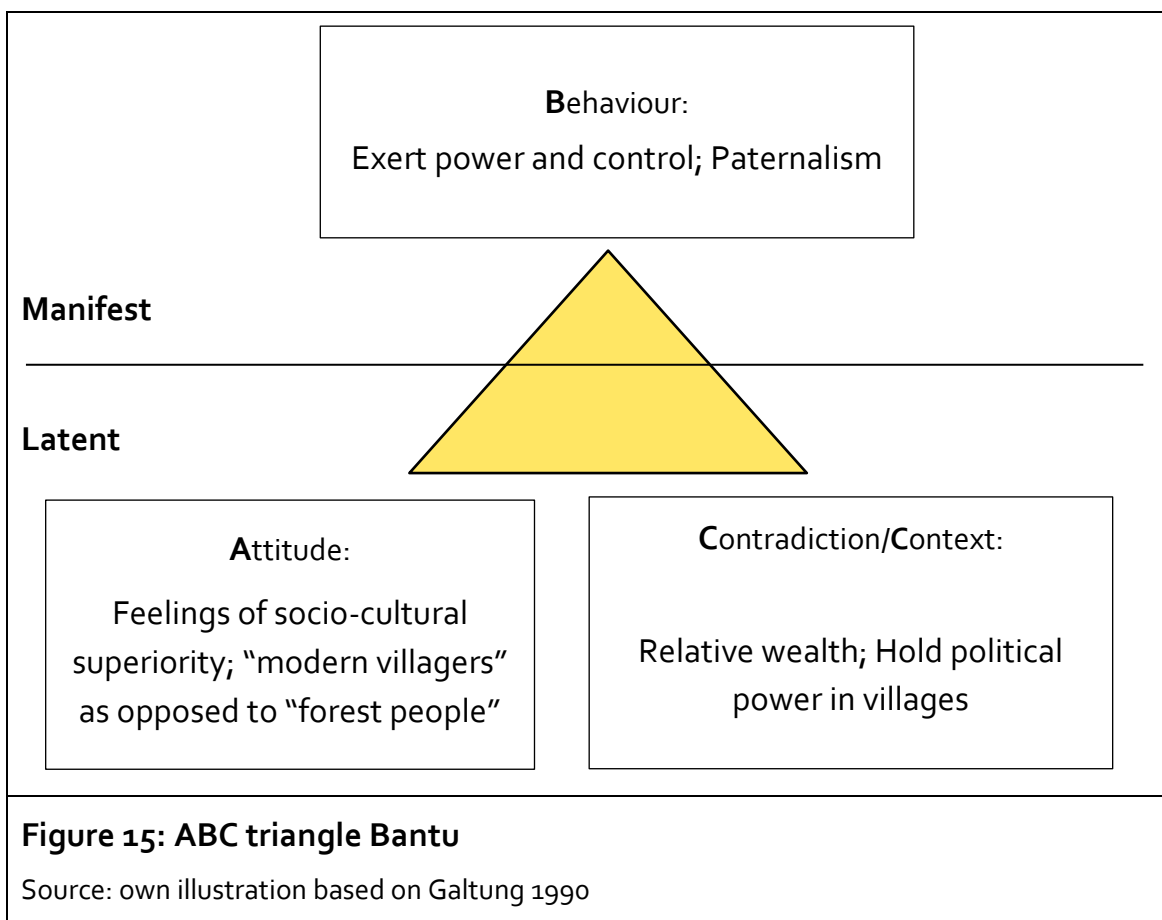 Behaviour:
Exert power and control; Paternalism
Manifest
Latent
Attitude:
Feelings of socio-cultural
superiority; “modern villagers”
as opposed to “forest people”
Contradiction/Context:
Relative wealth; Hold political
power in villages
Figure 15: ABC triangle Bantu
Source: own illustration based on Galtung 1990